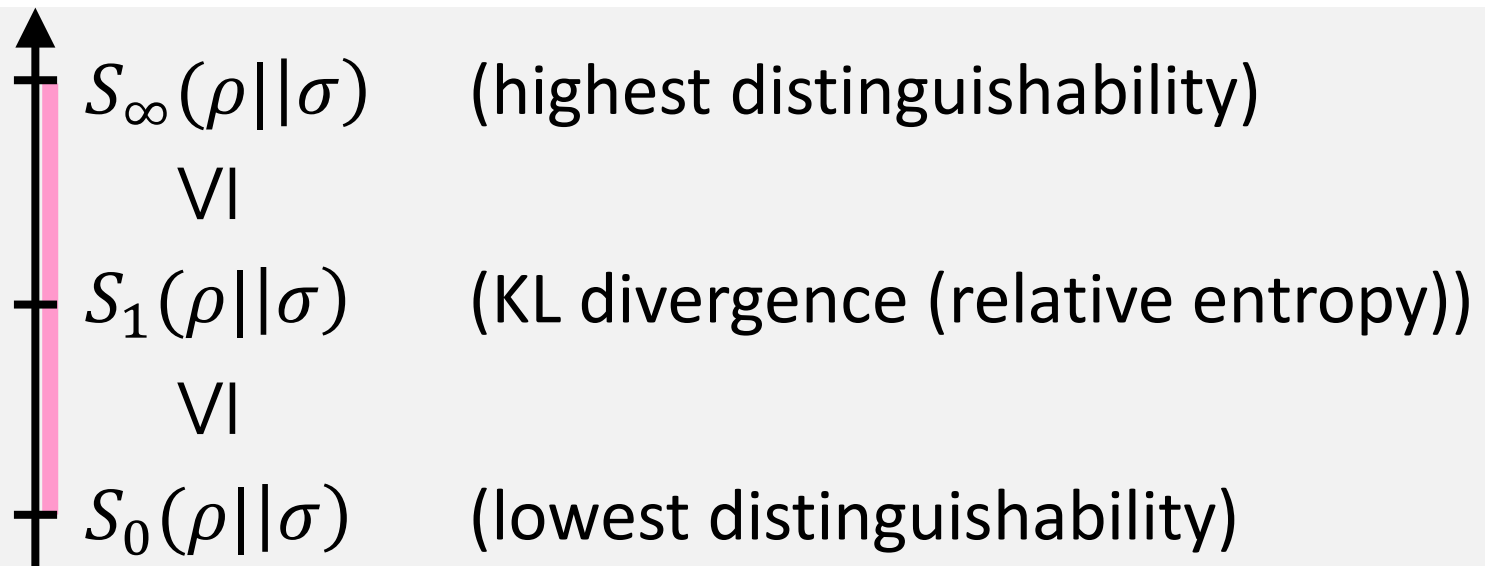 S∞(ρ||σ) (highest distinguishability)
VI
S₁(ρ||σ) (KL divergence (relative entropy))
VI
S₀(ρ||σ) (lowest distinguishability)